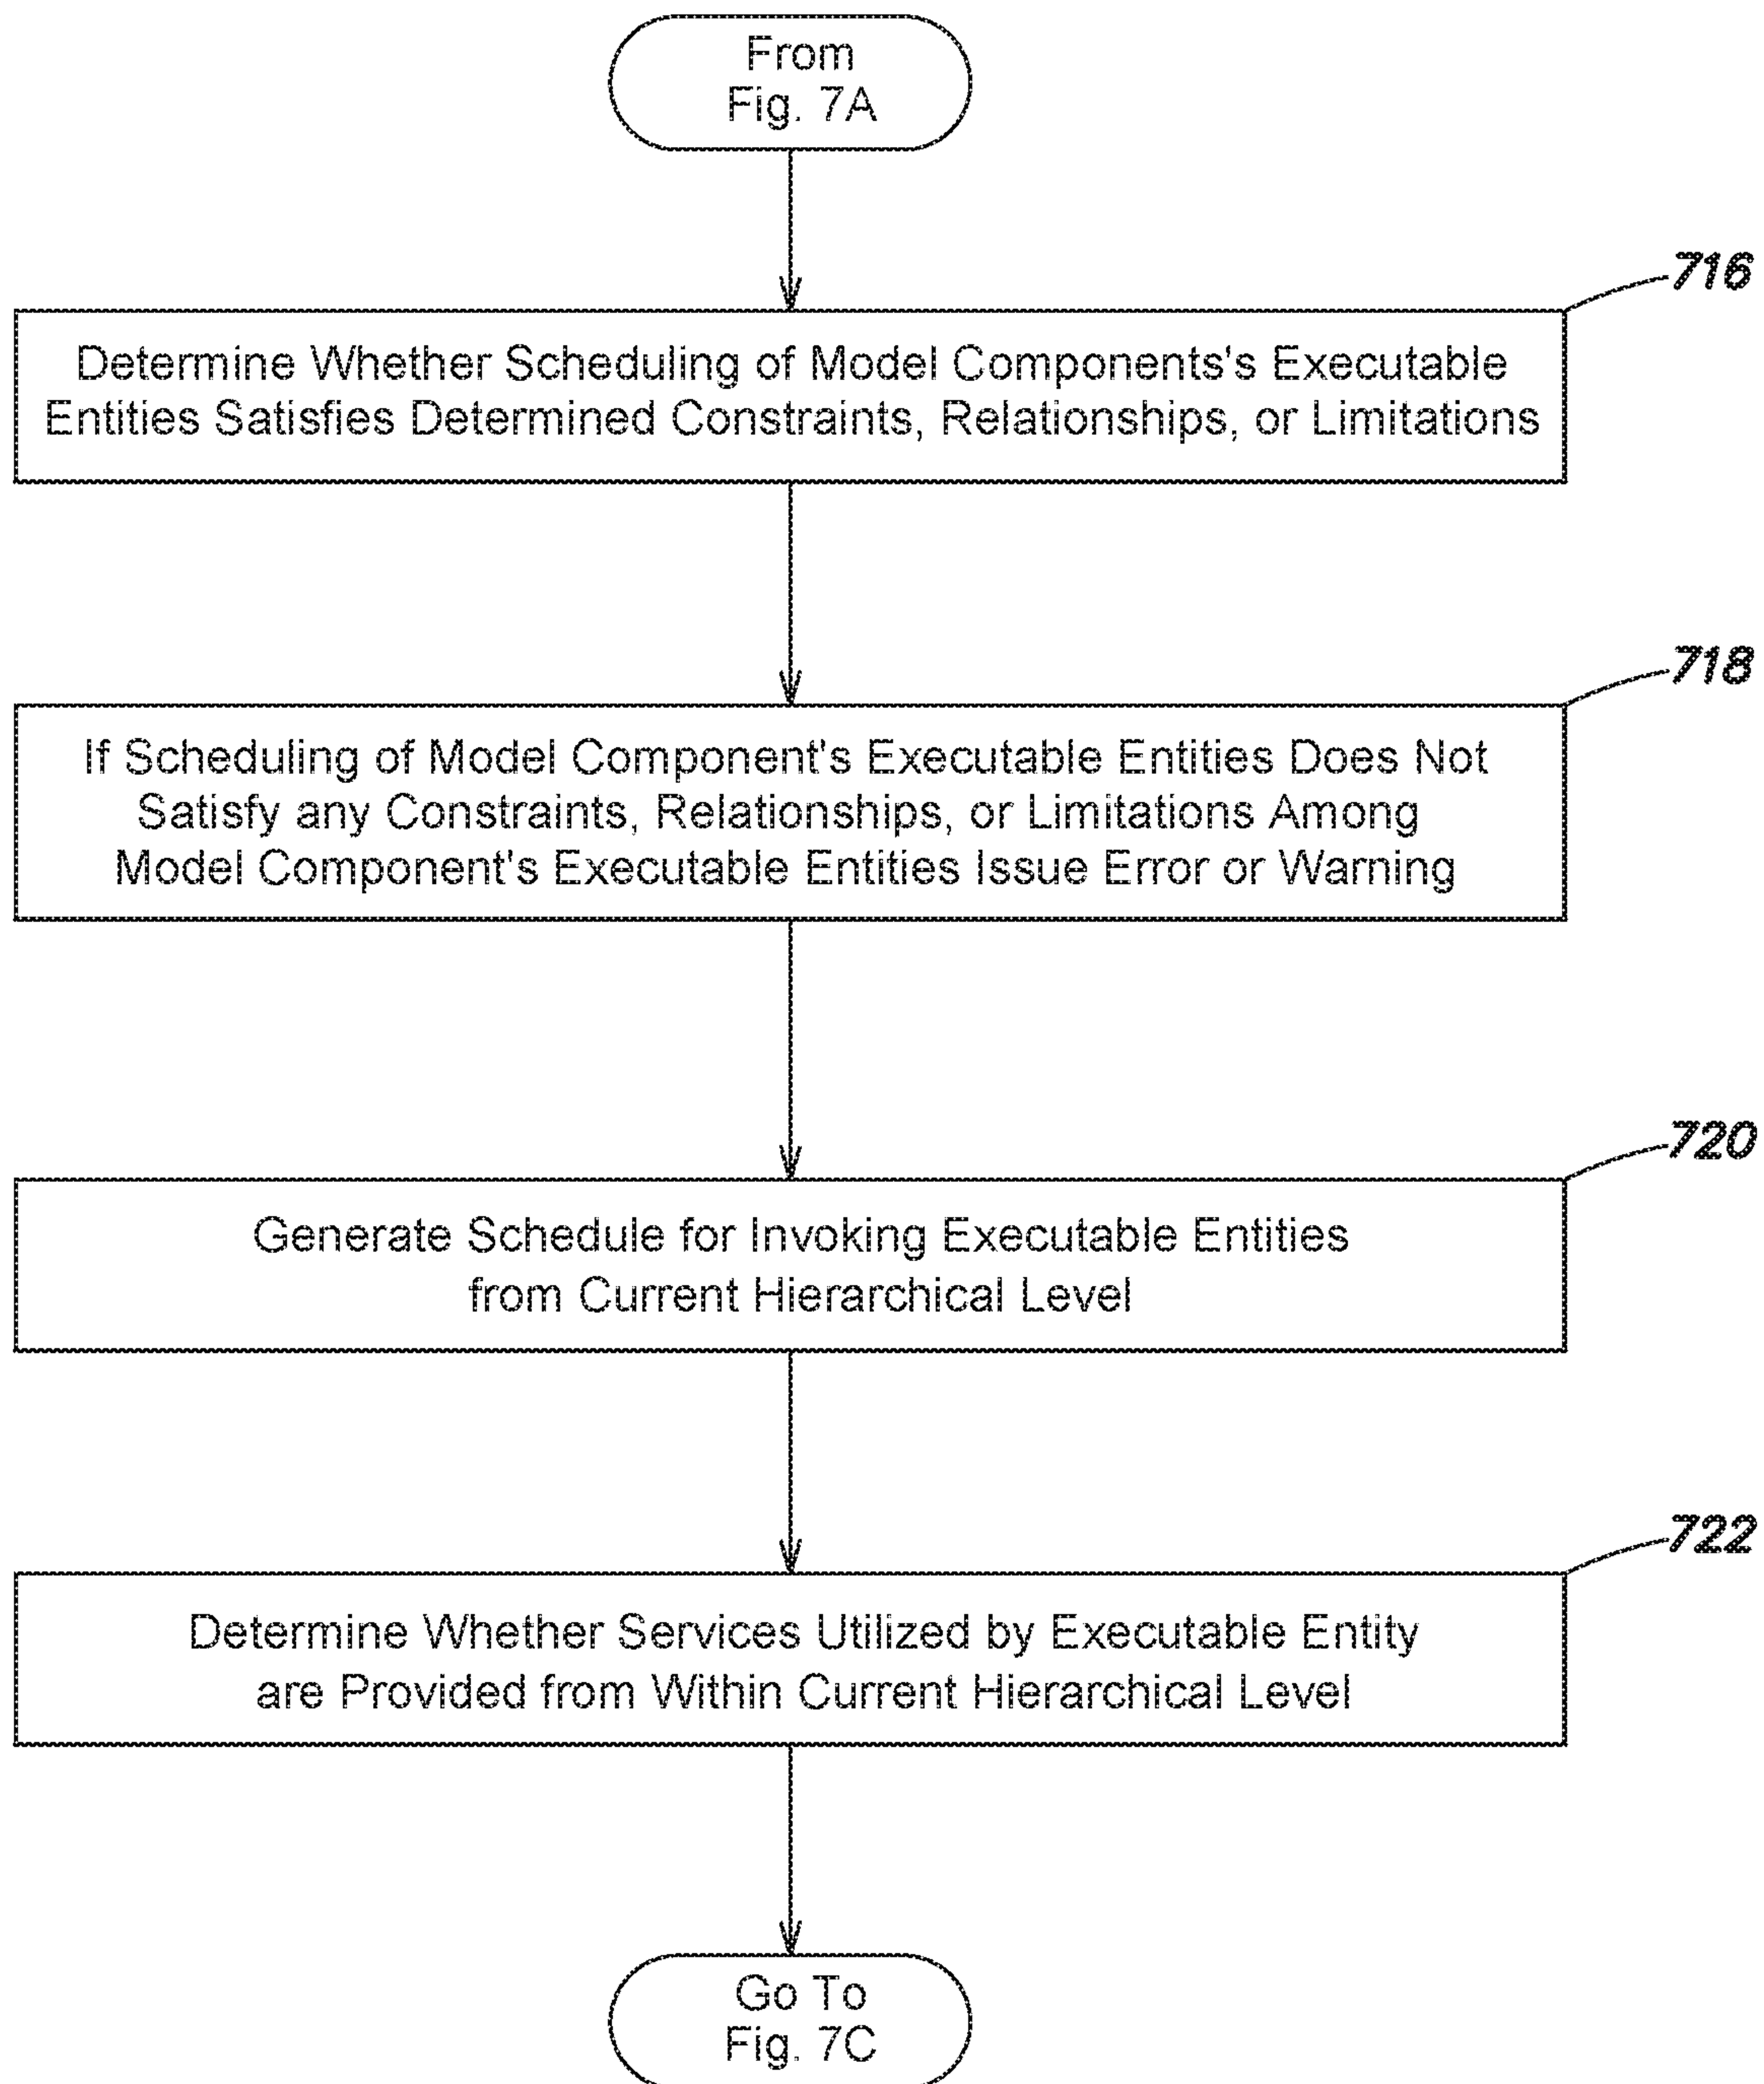 From
Fig. 7A
716
Determine Whether Scheduling of Model Components's Executable
Entities Satisfies Determined Constraints, Relationships, or Limitations
718
If Scheduling of Model Component's Executable Entities Does Not
Satisfy any Constraints, Relationships, or Limitations Among
Model Component's Executable Entities Issue Error or Warning
720
Generate Schedule for Invoking Executable Entities
from Current Hierarchical Level
722
Determine Whether Services Utilized by Executable Entity
are Provided from Within Current Hierarchical Level
Go To
Fig. 7C